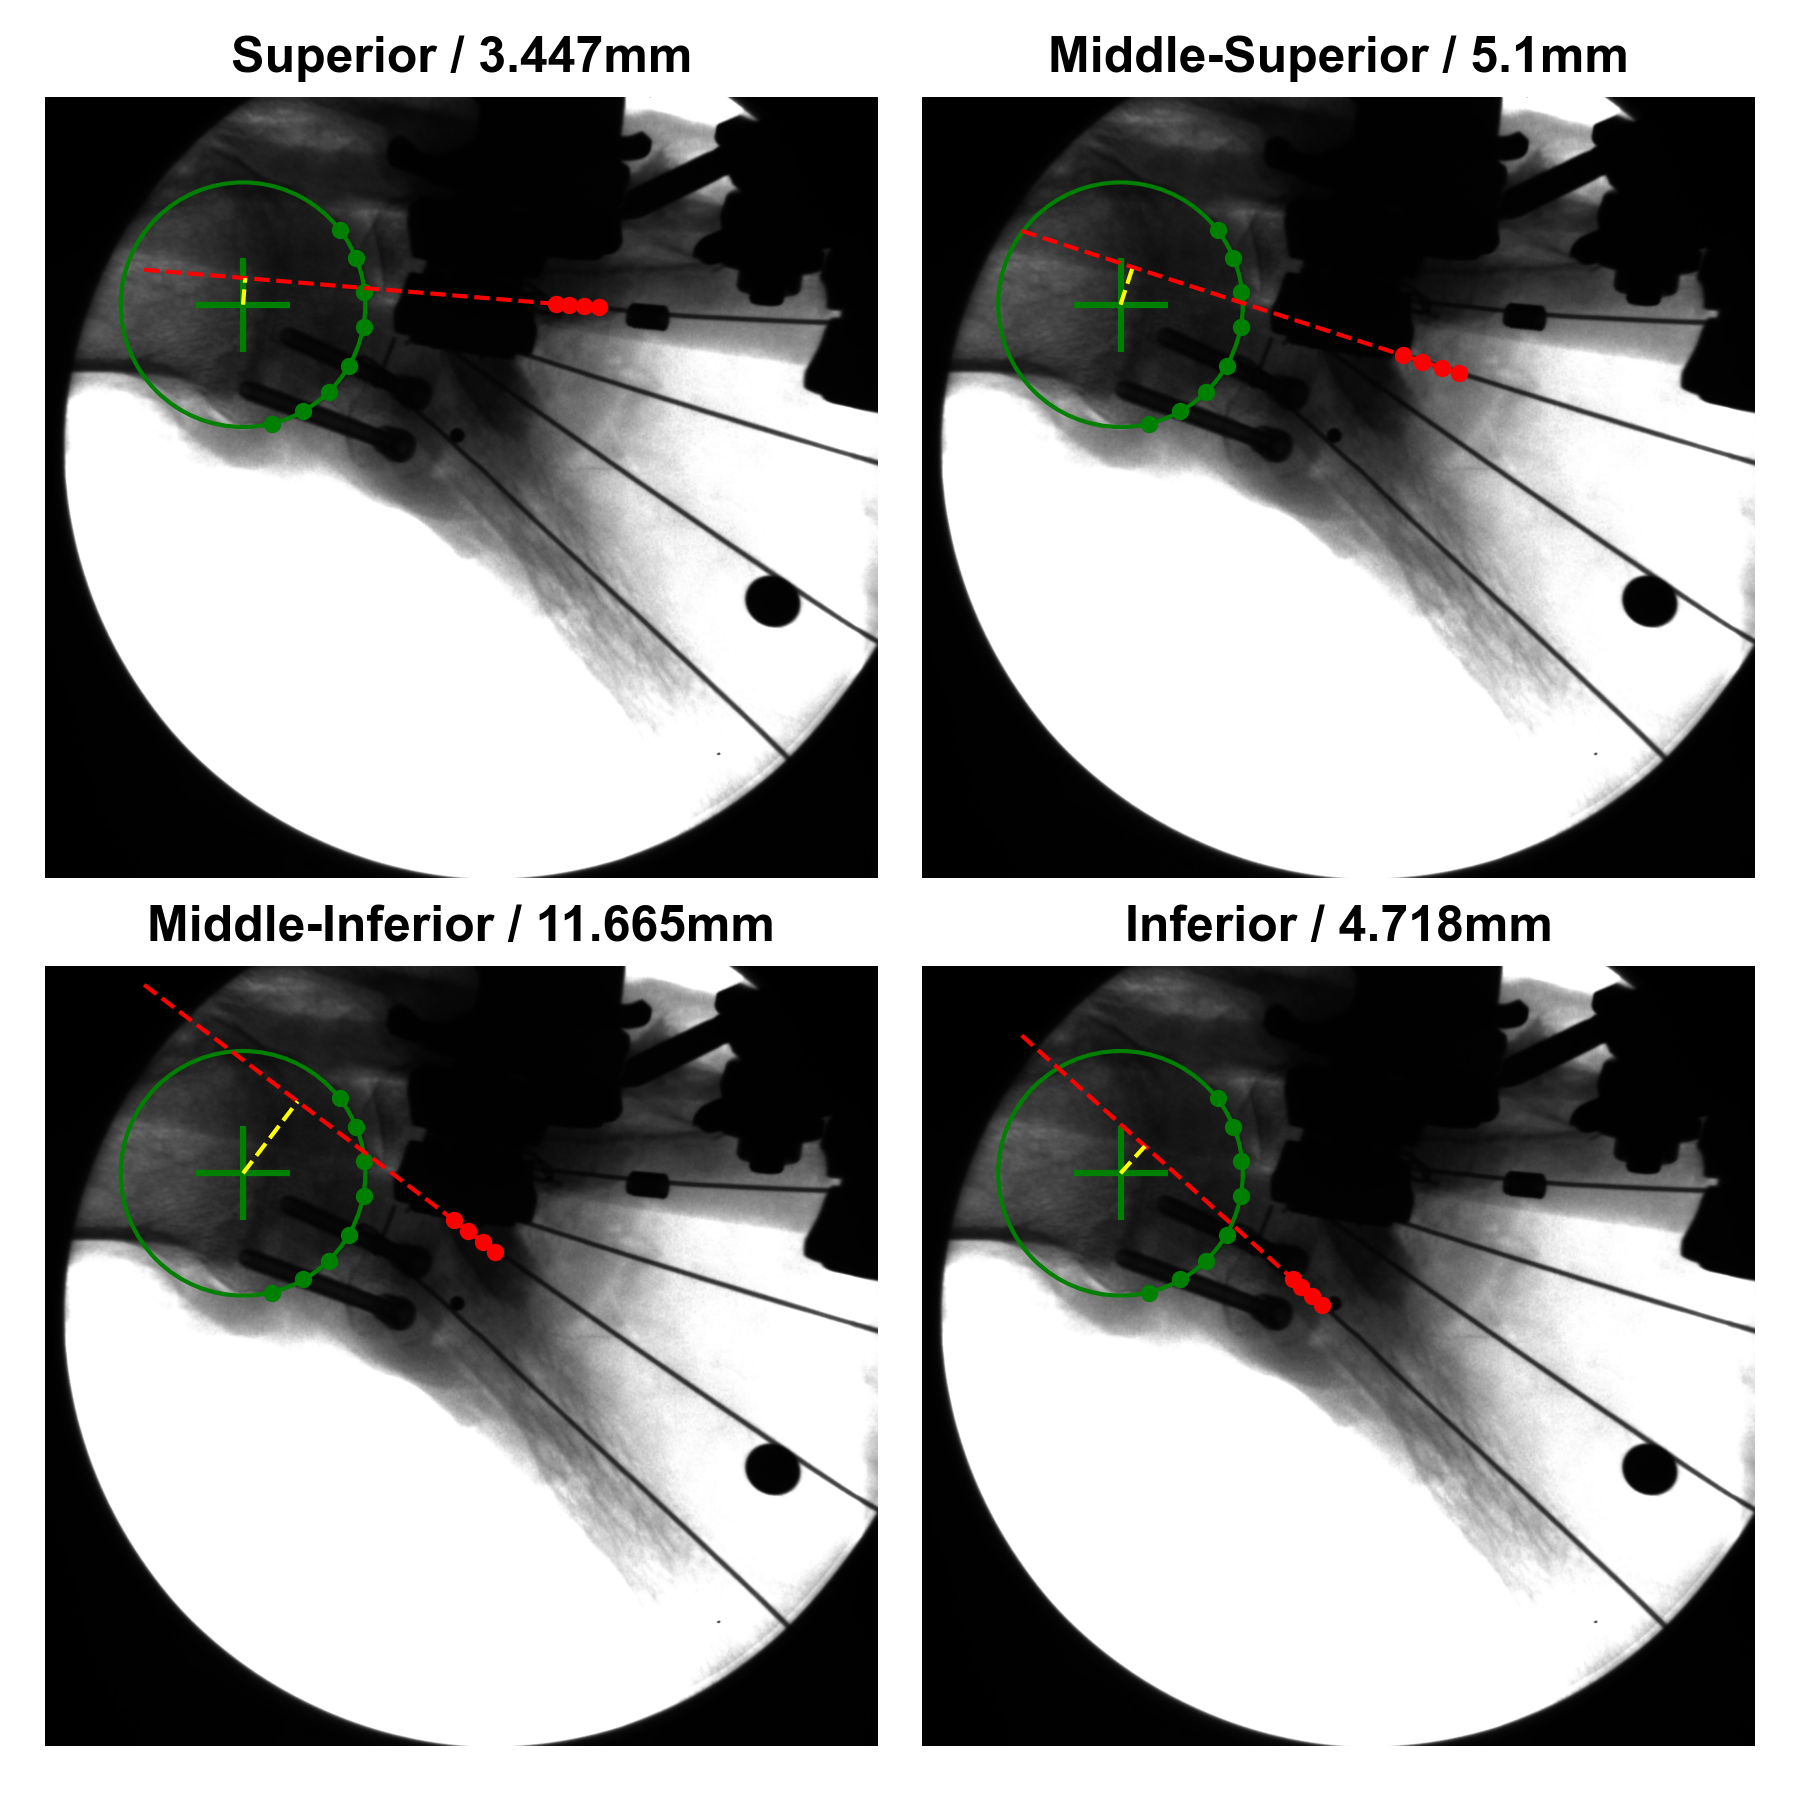 Superior / 3.447mm
Middle-Superior / 5.1mm
Middle-Inferior / 11.665mm
Inferior / 4.718mm